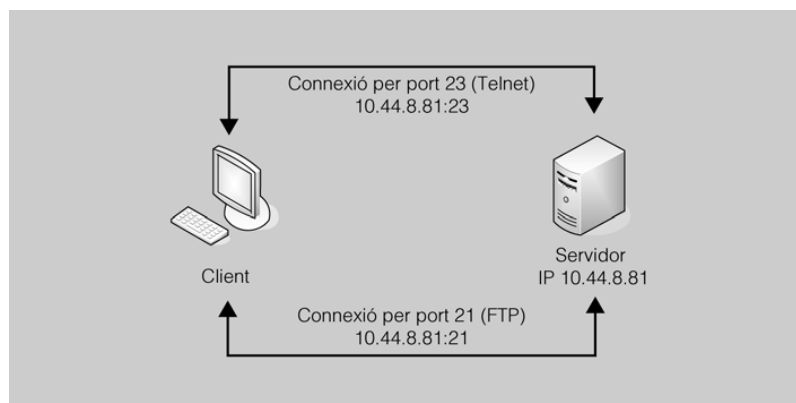 Connexió per port 23 (Telnet)
10.44.8.81:23
Client
Servidor
IP 10.44.8.81
Connexió per port 21 (FTP)
10.44.8.81:21